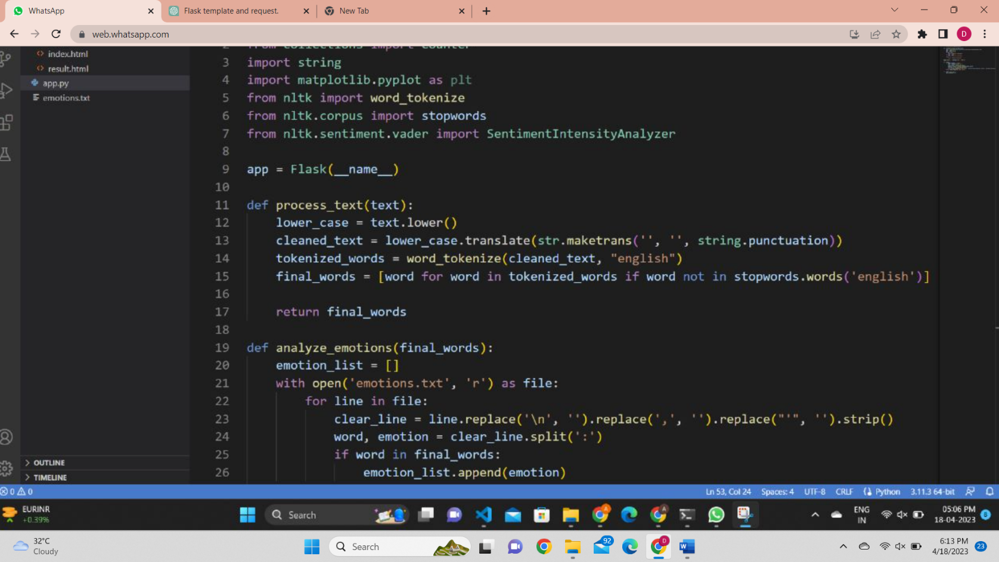 WhatsApp
Flask template and request.
New Tab
web.whatsapp.com
D
index.html
result.html
app.py
emotions.txt
2 from collections import Counter
3 import string
4 import matplotlib.pyplot as plt
5 from nltk import word_tokenize
6 from nltk.corpus import stopwords
7 from nltk.sentiment.vader import SentimentIntensityAnalyzer
8
9 app = Flask(__name__)
10
11 def process_text(text):
12 lower_case = text.lower()
13 cleaned_text = lower_case.translate(str.maketrans('', '', string.punctuation))
14 tokenized_words = word_tokenize(cleaned_text, "english")
15 final_words = [word for word in tokenized_words if word not in stopwords.words('english')]
16
17 return final_words
18
19 def analyze_emotions(final_words):
20 emotion_list = []
21 with open('emotions.txt', 'r') as file:
22 for line in file:
23 clear_line = line.replace('\n', '').replace(',', '').replace("'", '').strip()
24 word, emotion = clear_line.split(':')
25 if word in final_words:
26 emotion_list.append(emotion)
OUTLINE
TIMELINE
0 0
Ln 53, Col 24 Spaces: 4 UTF-8 CRLF Python 3.11.3 64-bit
EURINR
+0.39%
Search
A
A
ENG
IN
05:06 PM
18-04-2023
8
32°C
Cloudy
Search
92
D
6:13 PM
4/18/2023
23